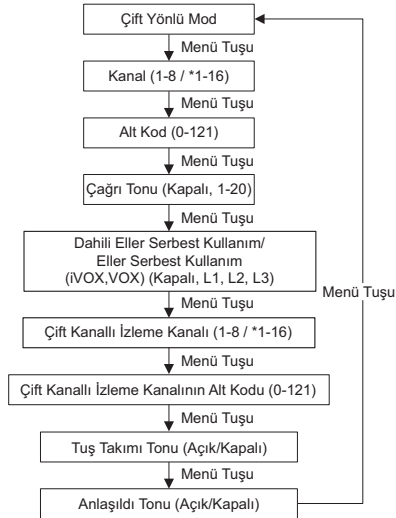 Çift Yönlü Mod
Menü Tuşu
Kanal (1-8 / *1-16)
Menü Tuşu
Alt Kod (0-121)
Menü Tuşu
Çağrı Tonu (Kapalı, 1-20)
Menü Tuşu
Dahili Eller Serbest Kullanım/
Eller Serbest Kullanım
(iVOX,VOX) (Kapalı, L1, L2, L3)
Menü Tuşu
Menü Tuşu
Çift Kanallı İzleme Kanalı (1-8 / *1-16)
Menü Tuşu
Çift Kanallı İzleme Kanalının Alt Kodu (0-121)
Menü Tuşu
Tuş Takımı Tonu (Açık/Kapalı)
Menü Tuşu
Anlaşıldı Tonu (Açık/Kapalı)